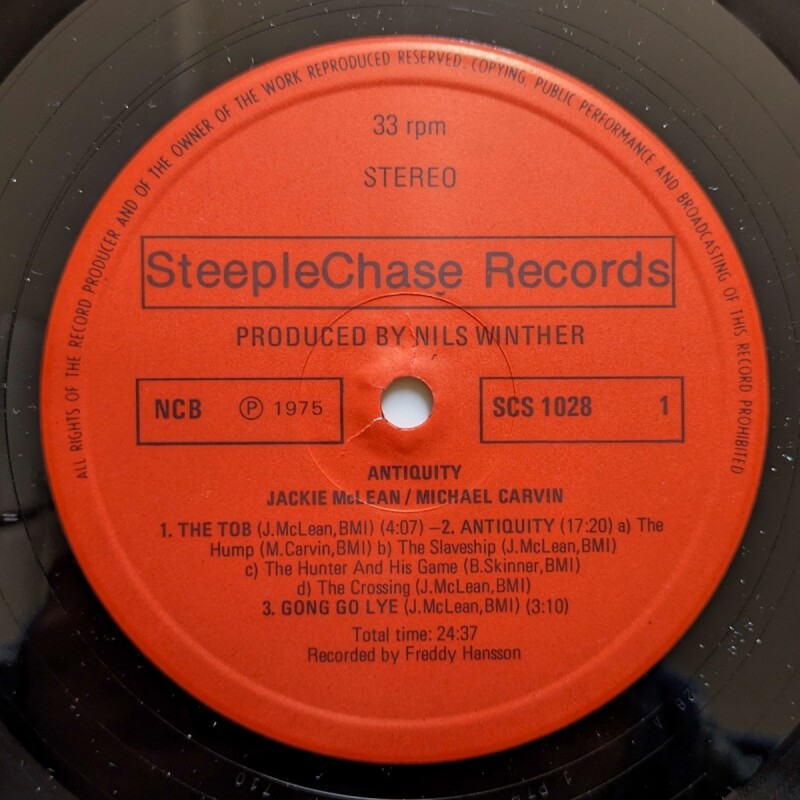 ALL RIGHTS OF THE RECORD PRODUCER AND OF THE OWNER OF THE WORK REPRODUCED RESERVED. COPYING, PUBLIC PERFORMANCE AND BROADCASTING OF THIS RECORD PROHIBITED
33 rpm
STEREO
SteepleChase Records
PRODUCED BY NILS WINTHER
NCB ℗ 1975
SCS 1028 1
ANTIQUITY
JACKIE McLEAN / MICHAEL CARVIN
1. THE TOB (J.McLean,BMI) (4:07) –2. ANTIQUITY (17:20) a) The
Hump (M.Carvin,BMI) b) The Slaveship (J.McLean,BMI)
c) The Hunter And His Game (B.Skinner,BMI)
d) The Crossing (J.McLean,BMI)
3. GONG GO LYE (J.McLean,BMI) (3:10)
Total time: 24:37
Recorded by Freddy Hansson